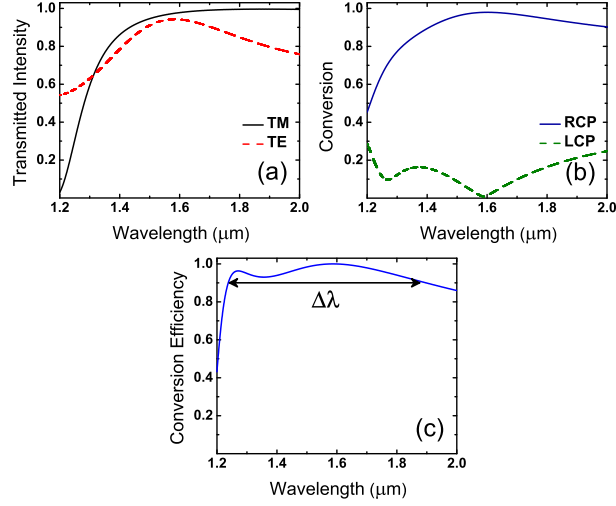 Transmitted Intensity
1.0
0.8
0.6
0.4
0.2
TM
TE
(a)
1.2 1.4 1.6 1.8 2.0
Wavelength (μm)
Conversion
1.0
0.8
0.6
0.4
0.2
RCP
LCP
(b)
1.2 1.4 1.6 1.8 2.0
Wavelength (μm)
Conversion Efficiency
1.0
0.8
0.6
0.4
0.2
Δλ
(c)
1.2 1.4 1.6 1.8 2.0
Wavelength (μm)